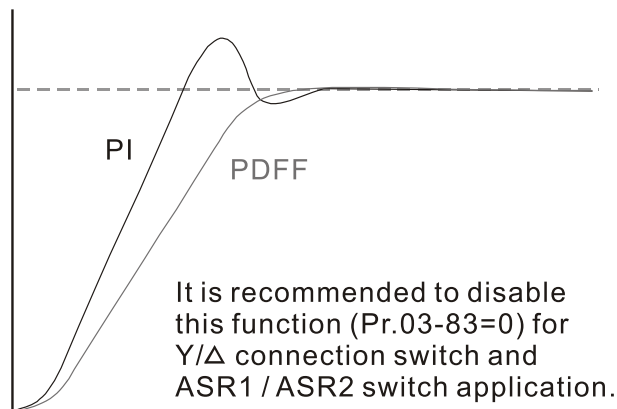 PI
PDFF
It is recommended to disable
this function (Pr.03-83=0) for
Y/Δ connection switch and
ASR1 / ASR2 switch application.